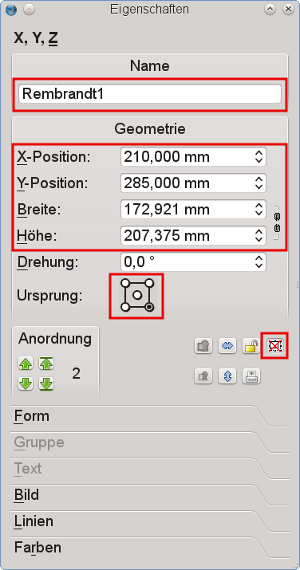 Eigenschaften
X, Y, Z
Name
Rembrandt1
Geometrie
X-Position: 210,000 mm
Y-Position: 285,000 mm
Breite: 172,921 mm
Höhe: 207,375 mm
Drehung: 0,0 °
Ursprung:
Anordnung
2
Form
Gruppe
Text
Bild
Linien
Farben